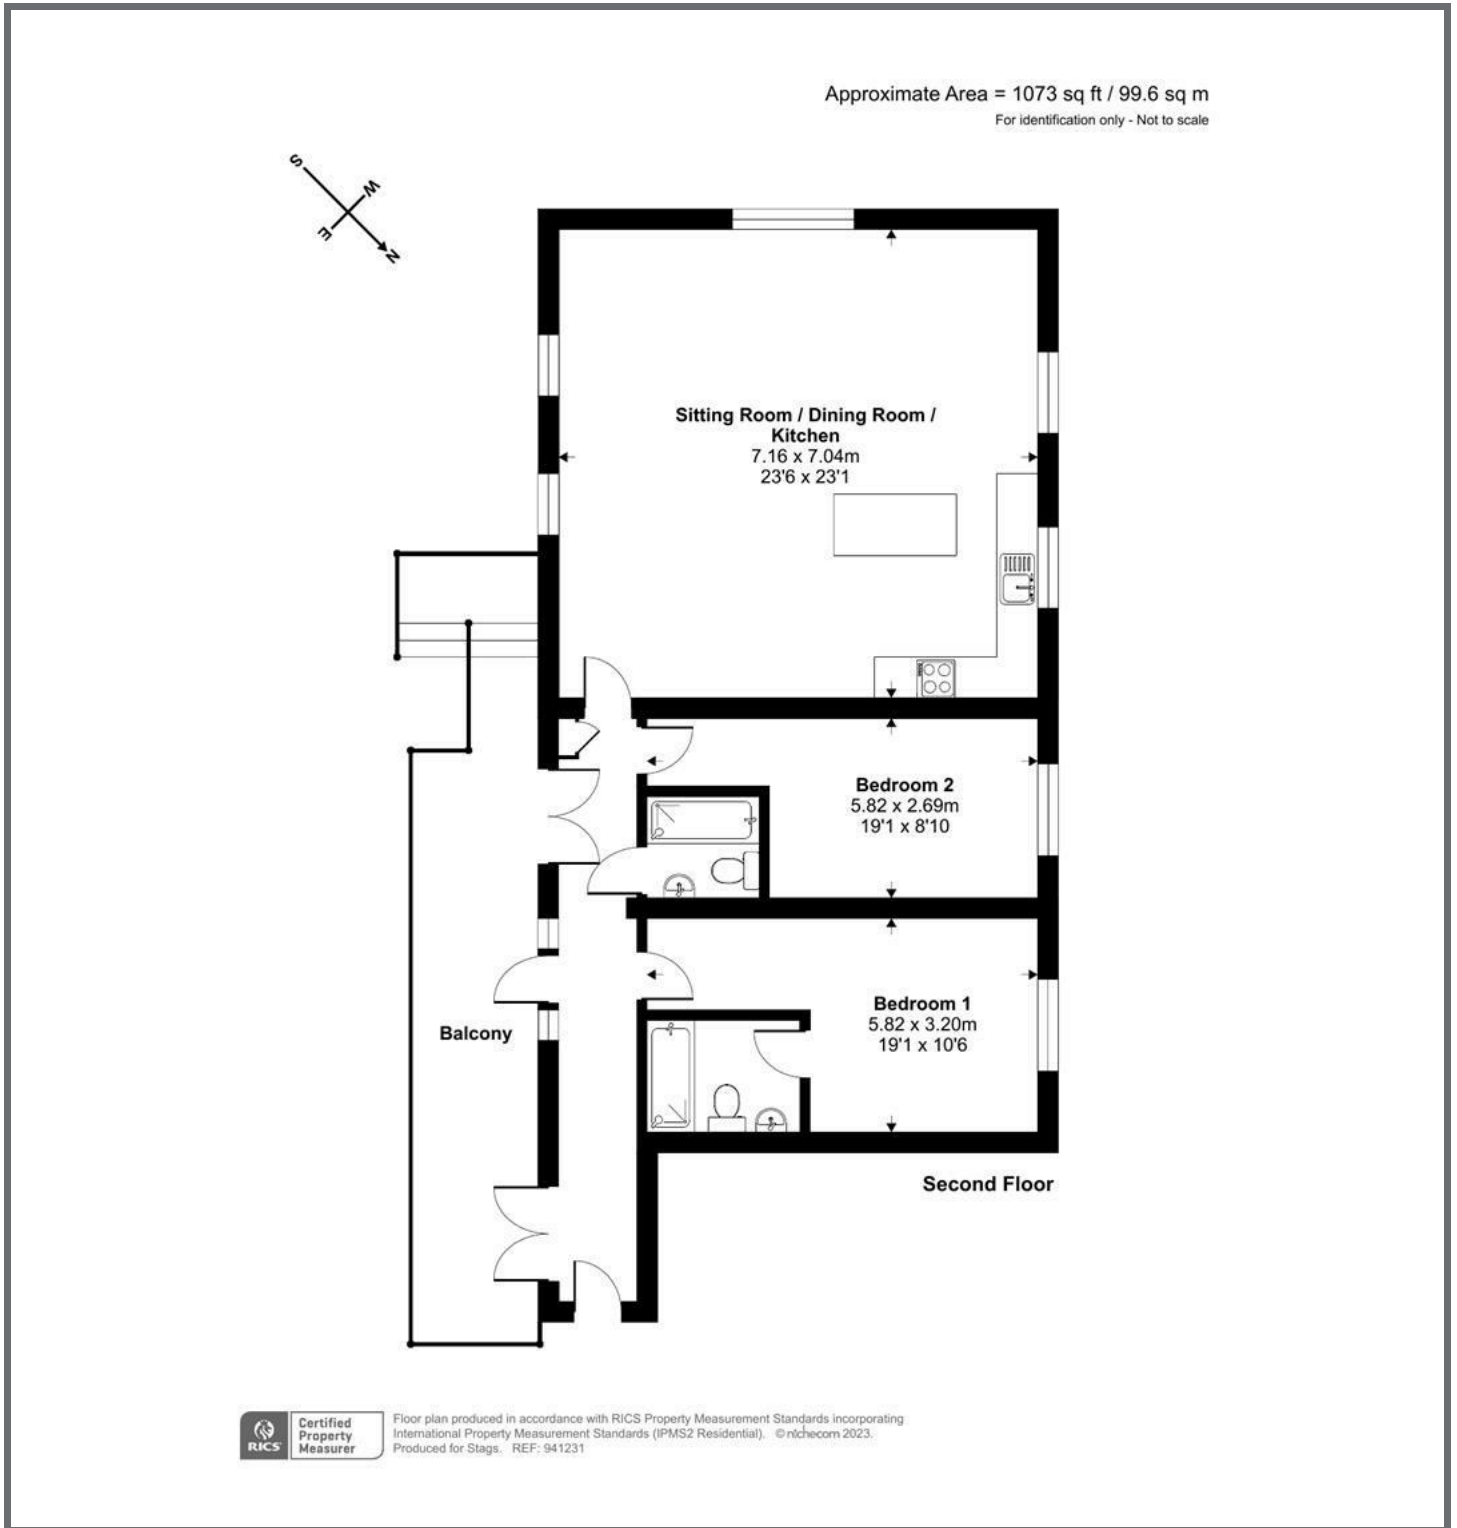 Approximate Area = 1073 sq ft / 99.6 sq m
For identification only - Not to scale
S
W
E
N
Sitting Room / Dining Room /
Kitchen
7.16 x 7.04m
23'6 x 23'1
Bedroom 2
5.82 x 2.69m
19'1 x 8'10
Bedroom 1
5.82 x 3.20m
19'1 x 10'6
Balcony
Second Floor
RICS
Certified
Property
Measurer
Floor plan produced in accordance with RICS Property Measurement Standards incorporating
International Property Measurement Standards (IPMS2 Residential). © nichecom 2023.
Produced for Stags. REF: 941231